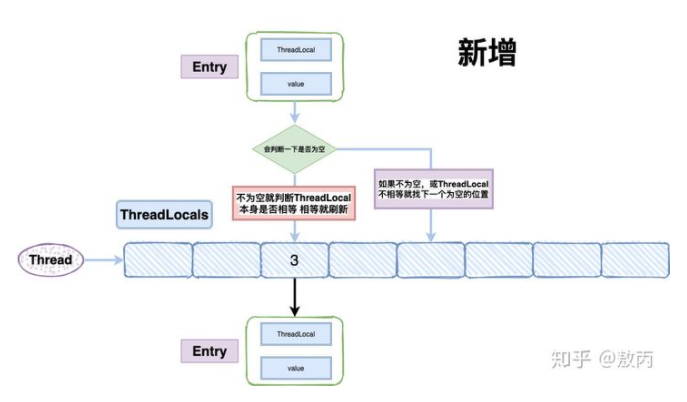 新增
ThreadLocal
Entry
value
会判断一下是否为空
不为空就判断ThreadLocal
本身是否相等 相等就刷新
如果不为空，或ThreadLocal
不相等就找下一个为空的位置
ThreadLocals
Thread
3
ThreadLocal
Entry
value
知乎 @敖丙